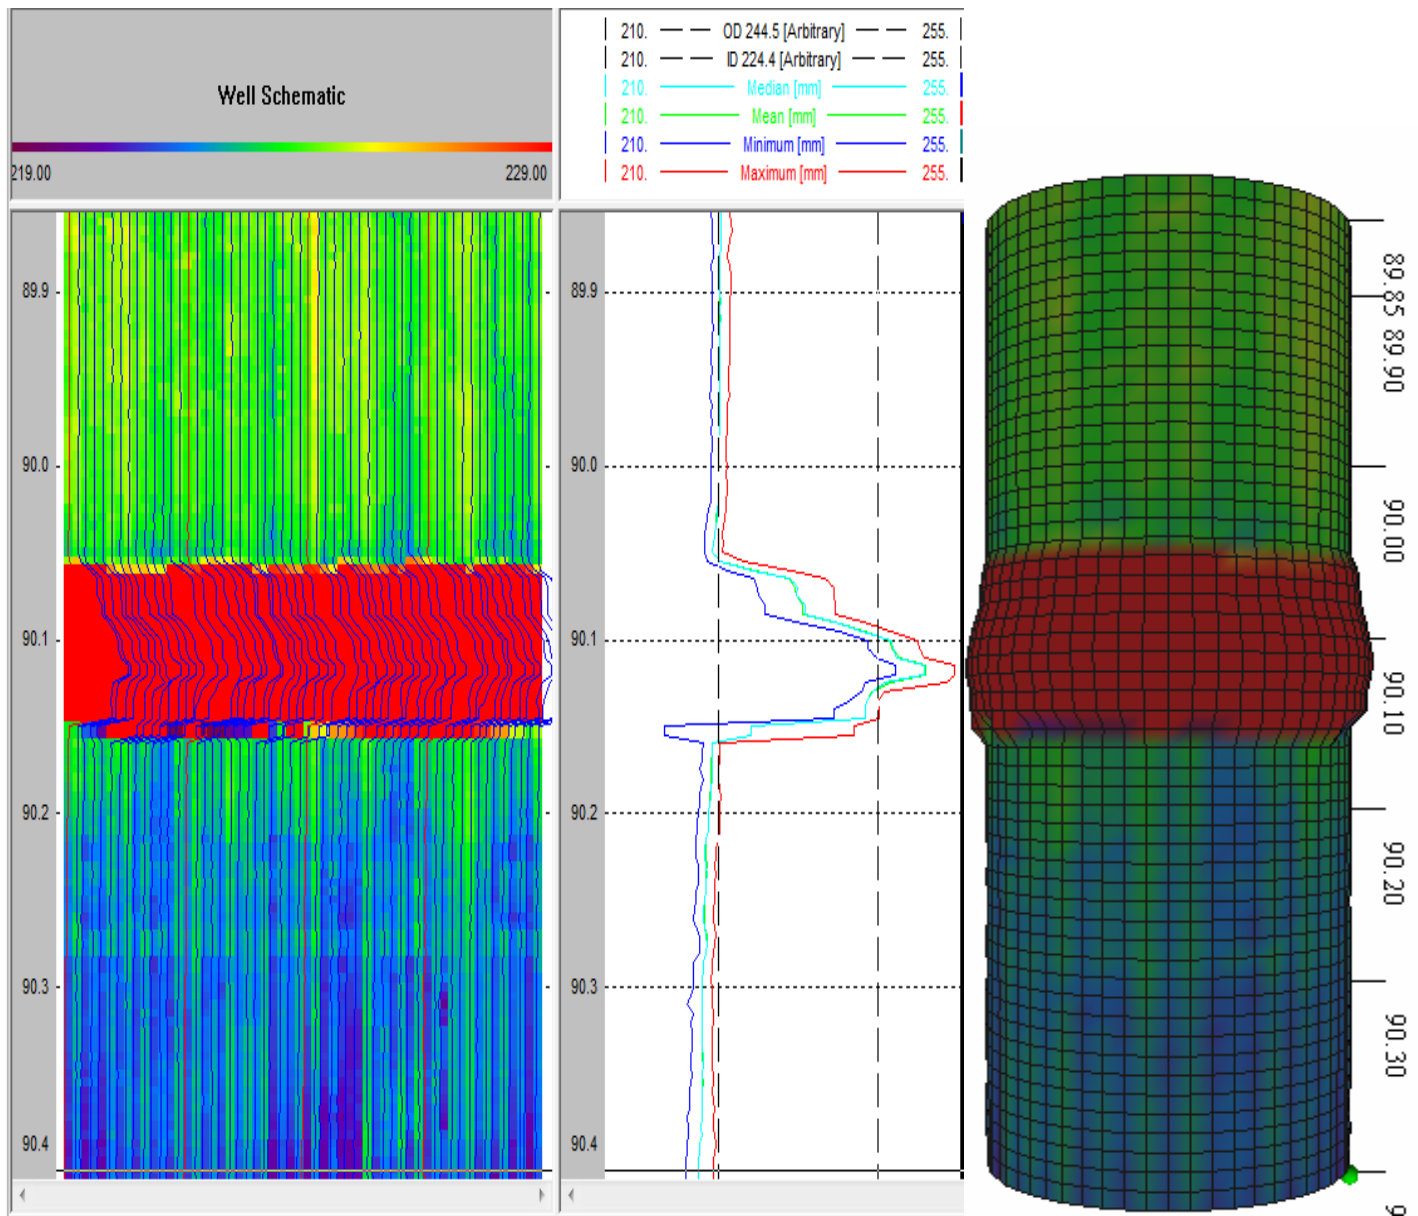 Well Schematic
219.00 229.00
210. OD 244.5 [Arbitrary] 255.
210. ID 224.4 [Arbitrary] 255.
210. Median [mm] 255.
210. Mean [mm] 255.
210. Minimum [mm] 255.
210. Maximum [mm] 255.
89.9
90.0
90.1
90.2
90.3
90.4
89.9
90.0
90.1
90.2
90.3
90.4
89.85
89.90
90.00
90.10
90.20
90.30